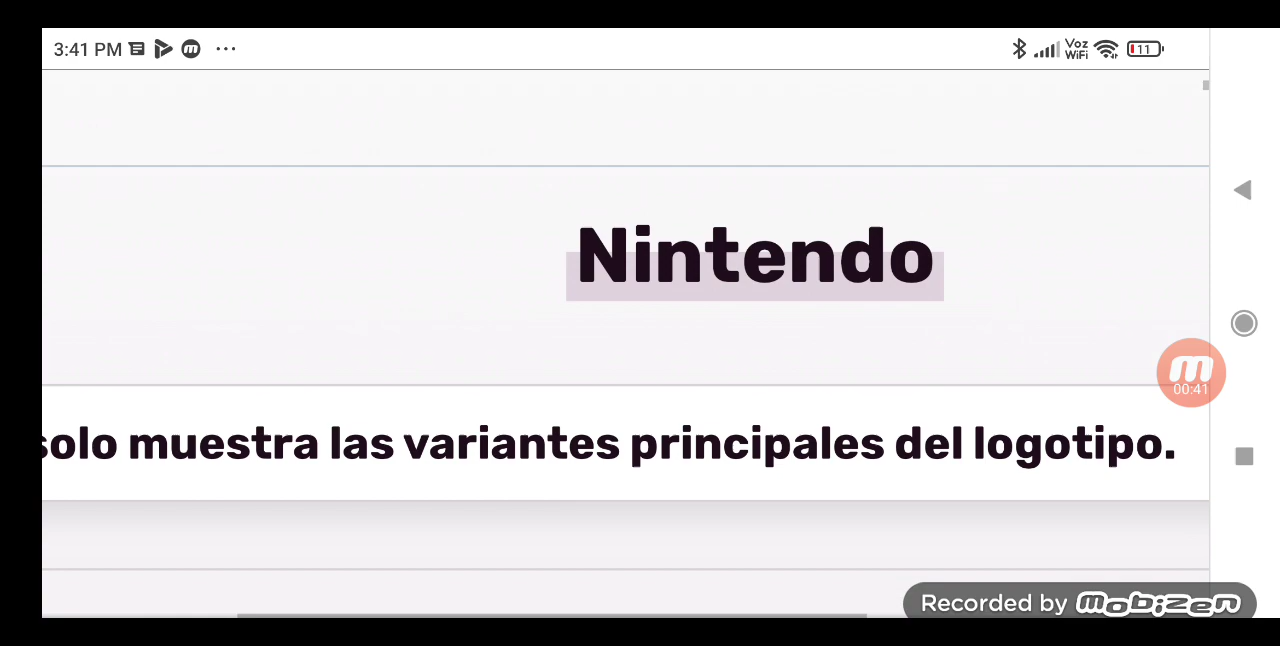 3:41 PM
Voz
WiFi
11
Nintendo
solo muestra las variantes principales del logotipo.
00:41
Recorded by mobizen